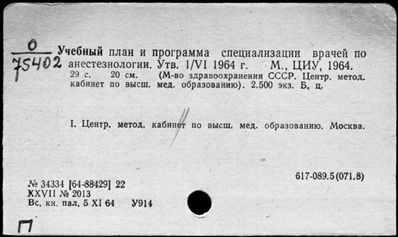 О
75402
Учебный план и программа специализации врачей по
анестезиологии. Утв. 1/VI 1964 г. М., ЦИУ, 1964.
29 с. 20 см. (М-во здравоохранения СССР. Центр. метод.
кабинет по высш. мед. образованию). 2.500 экз. Б. ц.
I. Центр. метод. кабинет по высш. мед. образованию. Москва.
617-089.5(071.8)
№ 34334 [64-88429] 22
XXVII № 2013
Вс. кн. пал, 5 XI 64 У914
П